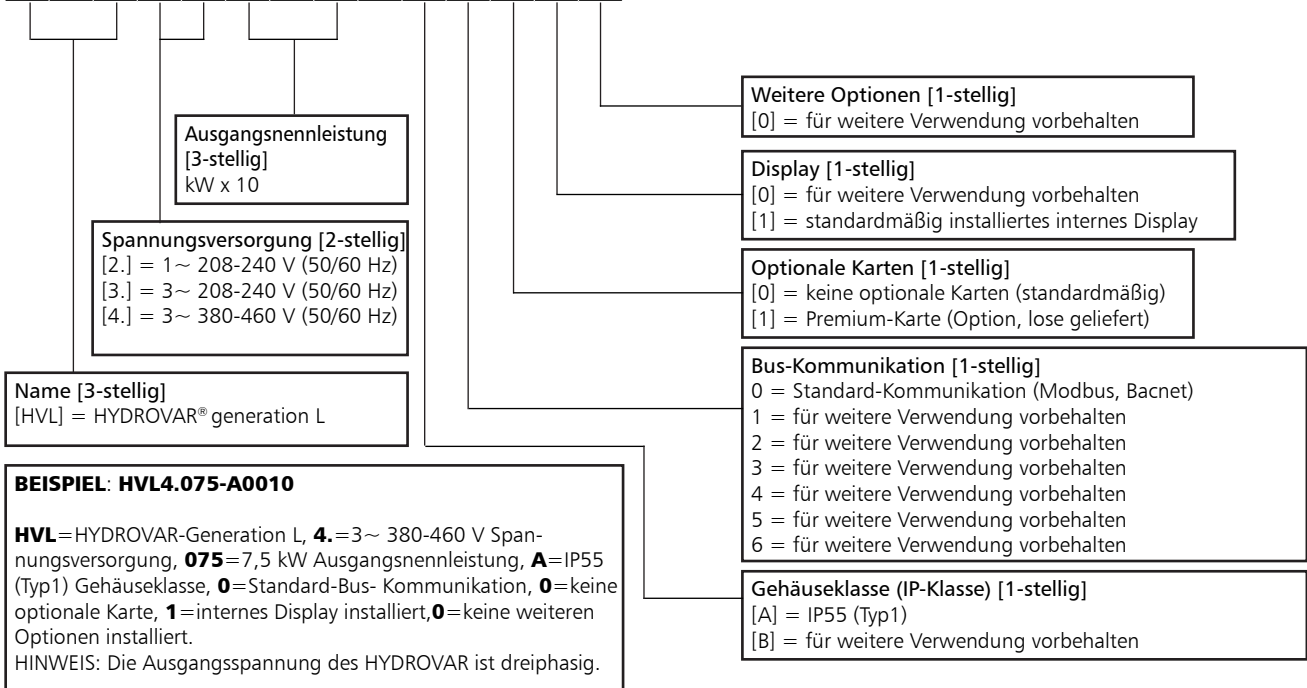 Ausgangsnennleistung
[3-stellig]
kW x 10
Spannungsversorgung [2-stellig]
[2.] = 1~ 208-240 V (50/60 Hz)
[3.] = 3~ 208-240 V (50/60 Hz)
[4.] = 3~ 380-460 V (50/60 Hz)
Name [3-stellig]
[HVL] = HYDROVAR® generation L
BEISPIEL: HVL4.075-A0010
HVL=HYDROVAR-Generation L, 4.=3~ 380-460 V Span-
nungsversorgung, 075=7,5 kW Ausgangsnennleistung, A=IP55
(Typ1) Gehäuseklasse, 0=Standard-Bus- Kommunikation, 0=keine
optionale Karte, 1=internes Display installiert,0=keine weiteren
Optionen installiert.
HINWEIS: Die Ausgangsspannung des HYDROVAR ist dreiphasig.
Weitere Optionen [1-stellig]
[0] = für weitere Verwendung vorbehalten
Display [1-stellig]
[0] = für weitere Verwendung vorbehalten
[1] = standardmäßig installiertes internes Display
Optionale Karten [1-stellig]
[0] = keine optionale Karten (standardmäßig)
[1] = Premium-Karte (Option, lose geliefert)
Bus-Kommunikation [1-stellig]
0 = Standard-Kommunikation (Modbus, Bacnet)
1 = für weitere Verwendung vorbehalten
2 = für weitere Verwendung vorbehalten
3 = für weitere Verwendung vorbehalten
4 = für weitere Verwendung vorbehalten
5 = für weitere Verwendung vorbehalten
6 = für weitere Verwendung vorbehalten
Gehäuseklasse (IP-Klasse) [1-stellig]
[A] = IP55 (Typ1)
[B] = für weitere Verwendung vorbehalten